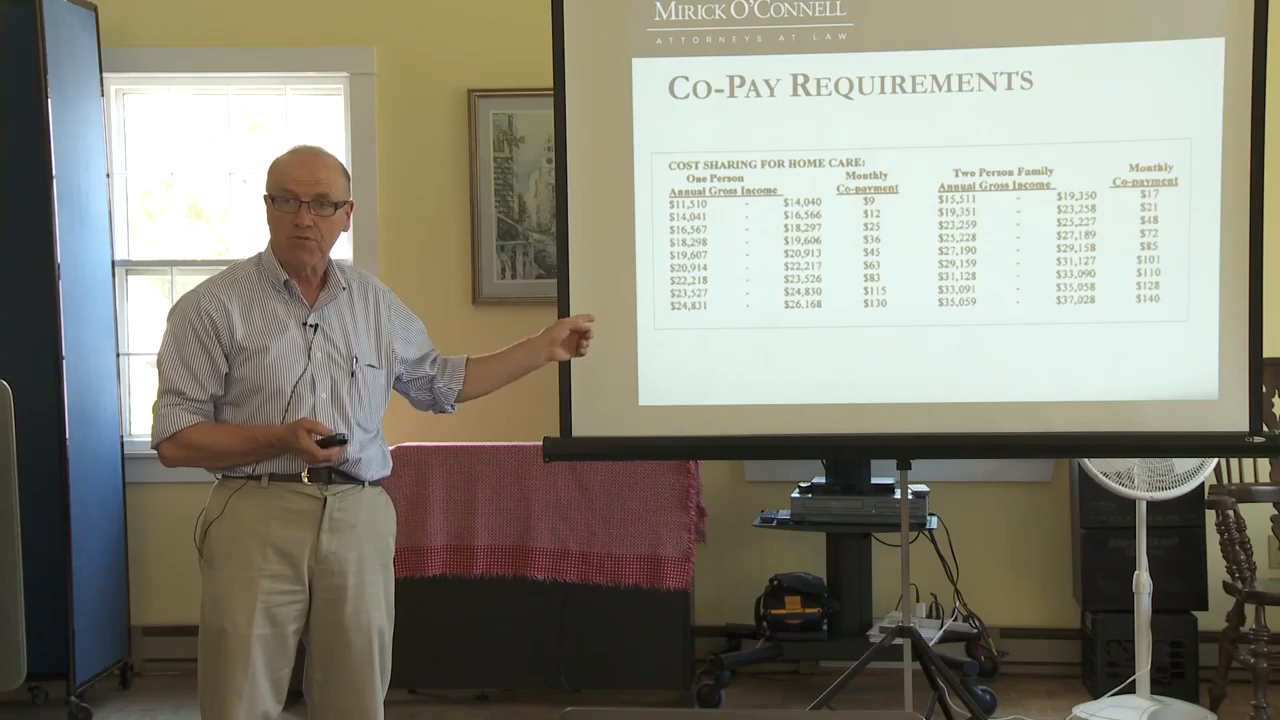 MIRICK O'CONNELL
ATTORNEYS AT LAW
CO-PAY REQUIREMENTS
COST SHARING FOR HOME CARE:
One Person Monthly Two Person Family Monthly
Annual Gross Income Co-payment Annual Gross Income Co-payment
$11,510 - $14,040 $9 $15,511 - $19,350 $17
$14,041 - $16,566 $12 $19,351 - $23,258 $21
$16,567 - $18,297 $25 $23,259 - $25,227 $48
$18,298 - $19,606 $36 $25,228 - $27,189 $72
$19,607 - $20,913 $45 $27,190 - $29,158 $85
$20,914 - $22,217 $63 $29,159 - $31,127 $101
$22,218 - $23,526 $83 $31,128 - $33,090 $110
$23,527 - $24,830 $115 $33,091 - $35,058 $128
$24,831 - $26,168 $130 $35,059 - $37,028 $140